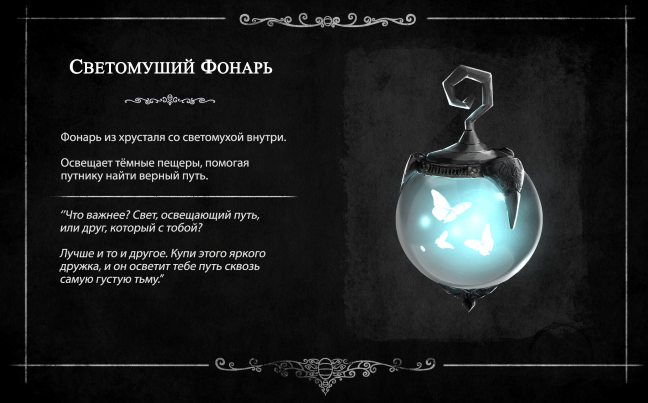 Светомуший Фонарь
Фонарь из хрусталя со светомухой внутри.
Освещает тёмные пещеры, помогая
путнику найти верный путь.
“Что важнее? Свет, освещающий путь,
или друг, который с тобой?
Лучше и то и другое. Купи этого яркого
дружка, и он осветит тебе путь сквозь
самую густую тьму.”